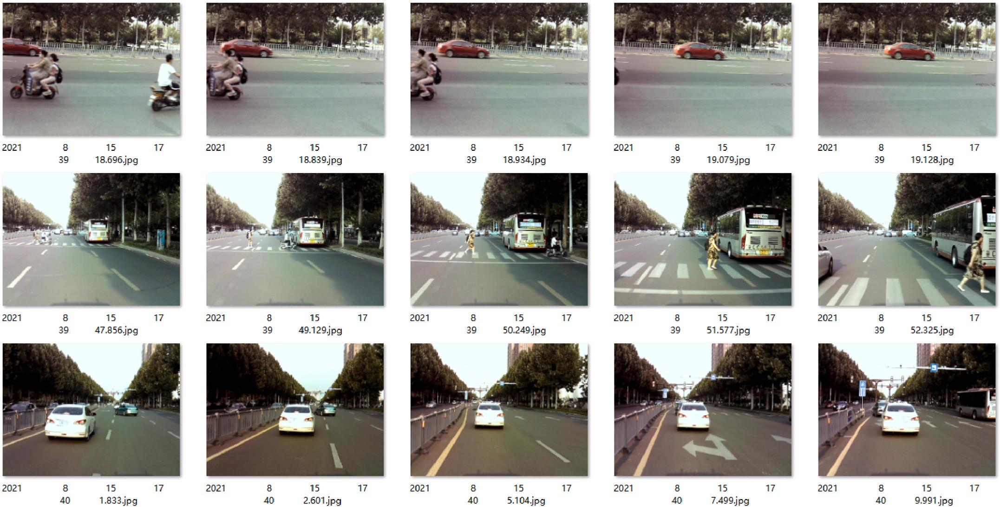 2021 8 15 17
39 18.696.jpg
2021 8 15 17
39 18.839.jpg
2021 8 15 17
39 18.934.jpg
2021 8 15 17
39 19.079.jpg
2021 8 15 17
39 19.128.jpg
2021 8 15 17
39 47.856.jpg
2021 8 15 17
39 49.129.jpg
2021 8 15 17
39 50.249.jpg
2021 8 15 17
39 51.577.jpg
2021 8 15 17
39 52.325.jpg
2021 8 15 17
40 1.833.jpg
2021 8 15 17
40 2.601.jpg
2021 8 15 17
40 5.104.jpg
2021 8 15 17
40 7.499.jpg
2021 8 15 17
40 9.991.jpg